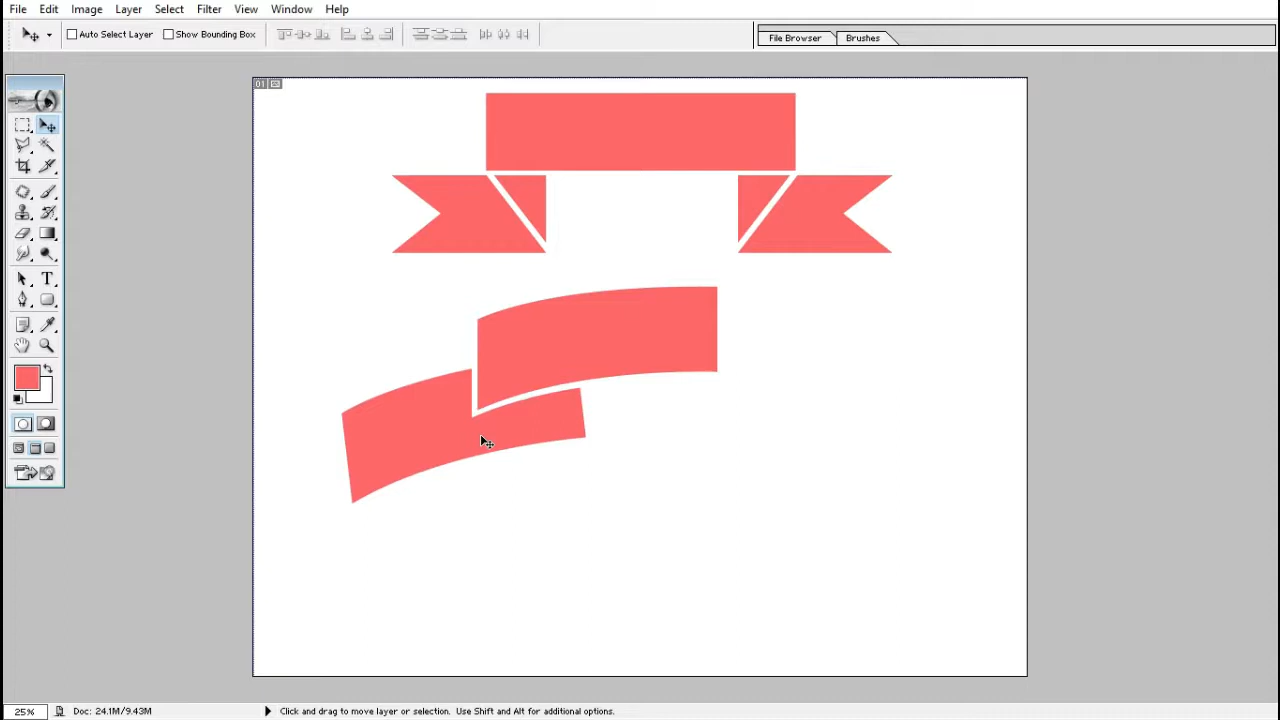 File Edit Image Layer Select Filter View Window Help
Auto Select Layer Show Bounding Box File Browser Brushes
01
T
25% Doc: 24.1M/9.43M Click and drag to move layer or selection. Use Shift and Alt for additional options.